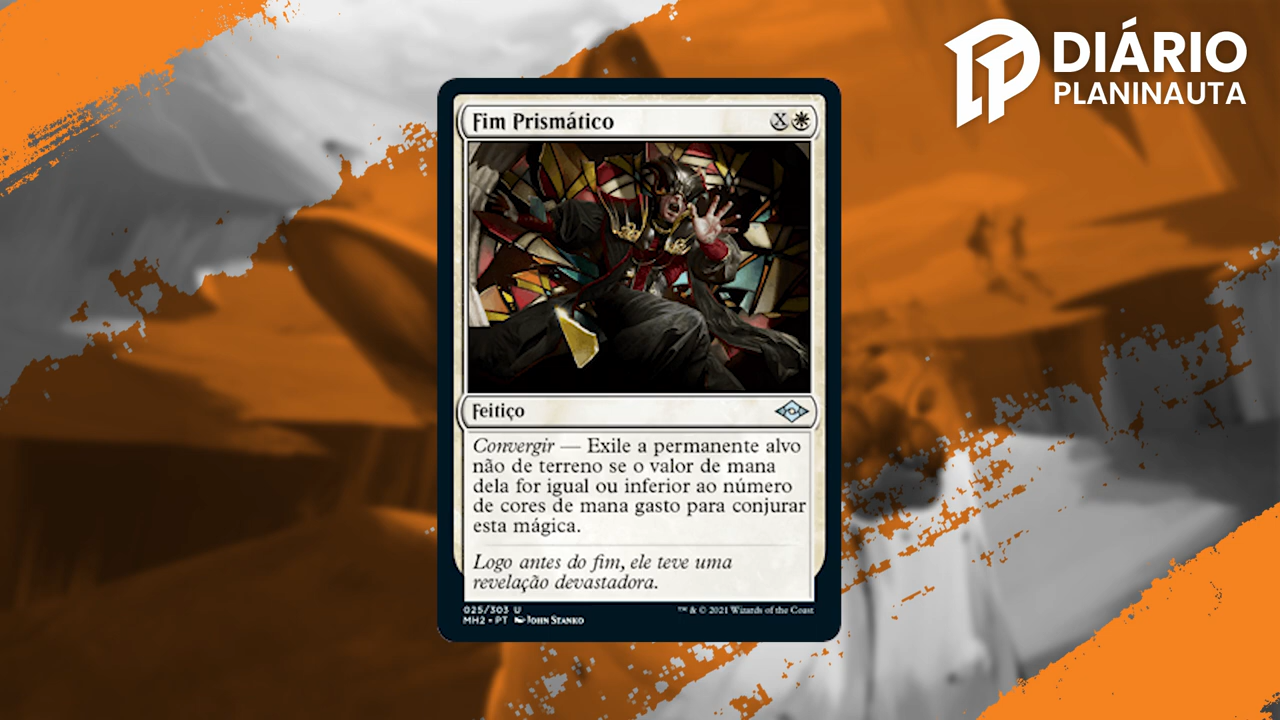 DIÁRIO
PLANINAUTA
Fim Prismático X
Feitiço
Convergir — Exile a permanente alvo
não de terreno se o valor de mana
dela for igual ou inferior ao número
de cores de mana gasto para conjurar
esta mágica.
Logo antes do fim, ele teve uma
revelação devastadora.
025/303 U
MH2 • PT John Stanko
™ & © 2021 Wizards of the Coast